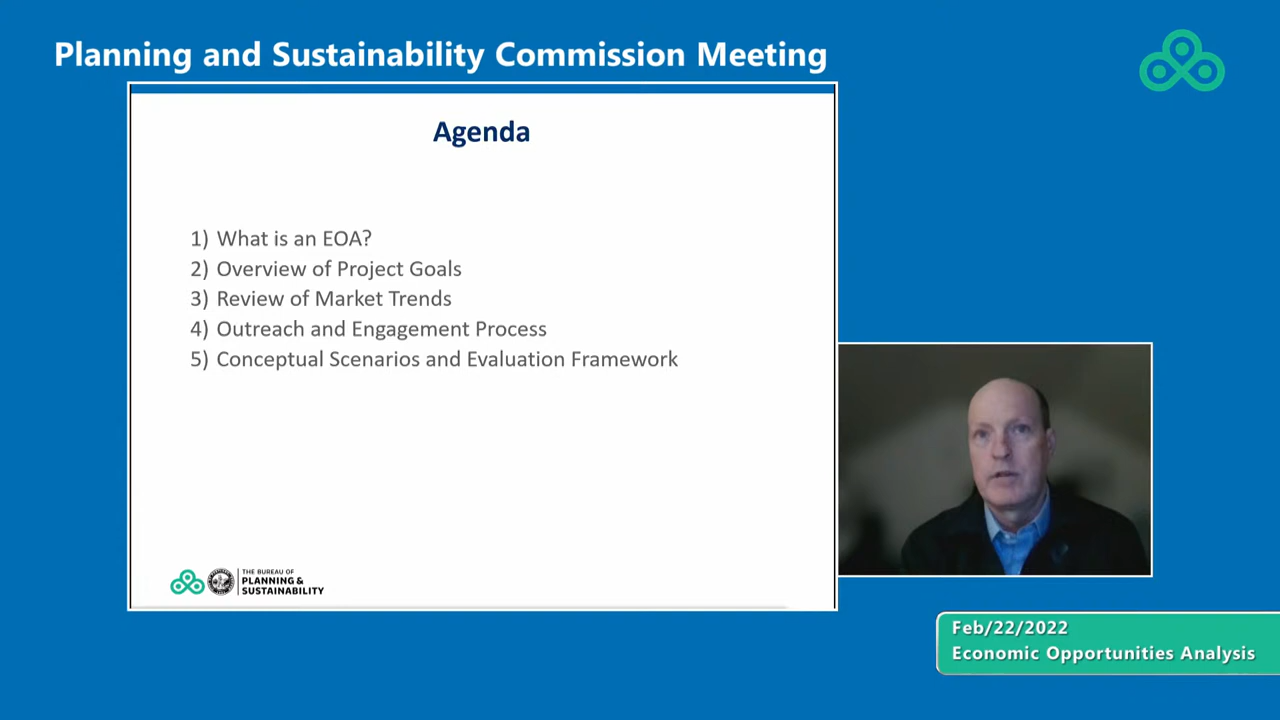 Planning and Sustainability Commission Meeting
Agenda
1) What is an EOA?
2) Overview of Project Goals
3) Review of Market Trends
4) Outreach and Engagement Process
5) Conceptual Scenarios and Evaluation Framework
THE BUREAU OF
PLANNING &
SUSTAINABILITY
Feb/22/2022
Economic Opportunities Analysis